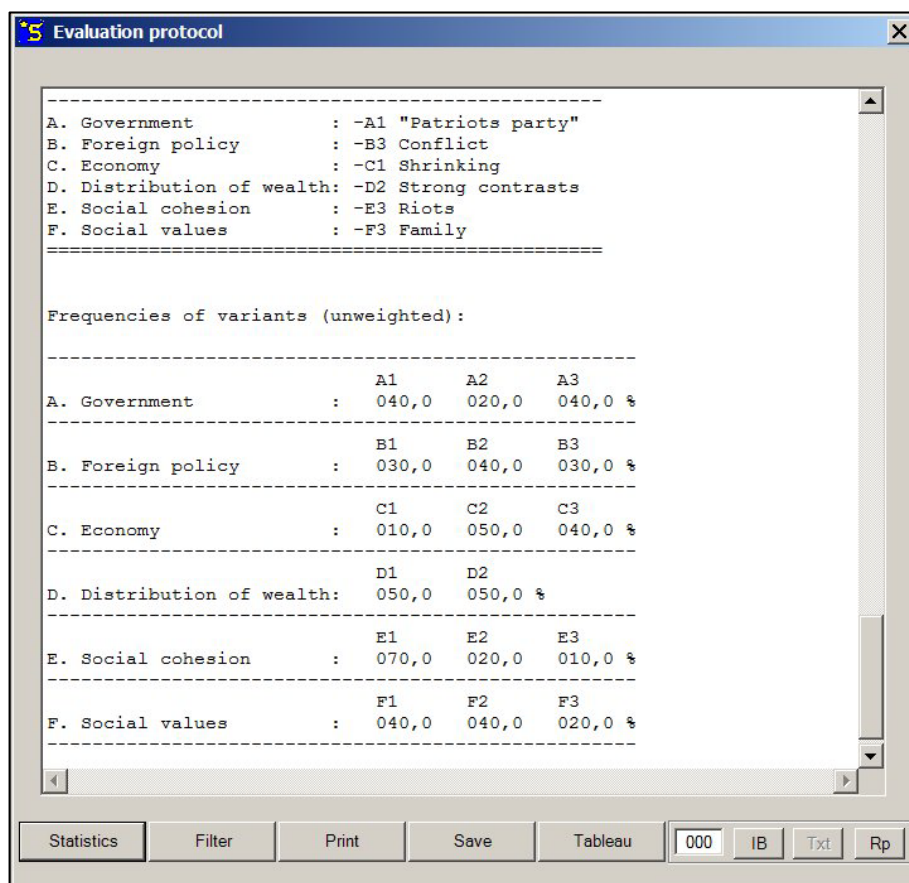 Evaluation protocol
-------------------------------------------------
A. Government            : -A1 "Patriots party"
B. Foreign policy        : -B3 Conflict
C. Economy               : -C1 Shrinking
D. Distribution of wealth: -D2 Strong contrasts
E. Social cohesion       : -E3 Riots
F. Social values         : -F3 Family
=================================================
Frequencies of variants (unweighted):
----------------------------------------------------
                             A1      A2      A3
A. Government            :   040,0   020,0   040,0 %
----------------------------------------------------
                             B1      B2      B3
B. Foreign policy        :   030,0   040,0   030,0 %
----------------------------------------------------
                             C1      C2      C3
C. Economy               :   010,0   050,0   040,0 %
----------------------------------------------------
                             D1      D2
D. Distribution of wealth:   050,0   050,0 %
----------------------------------------------------
                             E1      E2      E3
E. Social cohesion       :   070,0   020,0   010,0 %
----------------------------------------------------
                             F1      F2      F3
F. Social values         :   040,0   040,0   020,0 %
----------------------------------------------------
Statistics Filter Print Save Tableau 000 IB Txt Rp